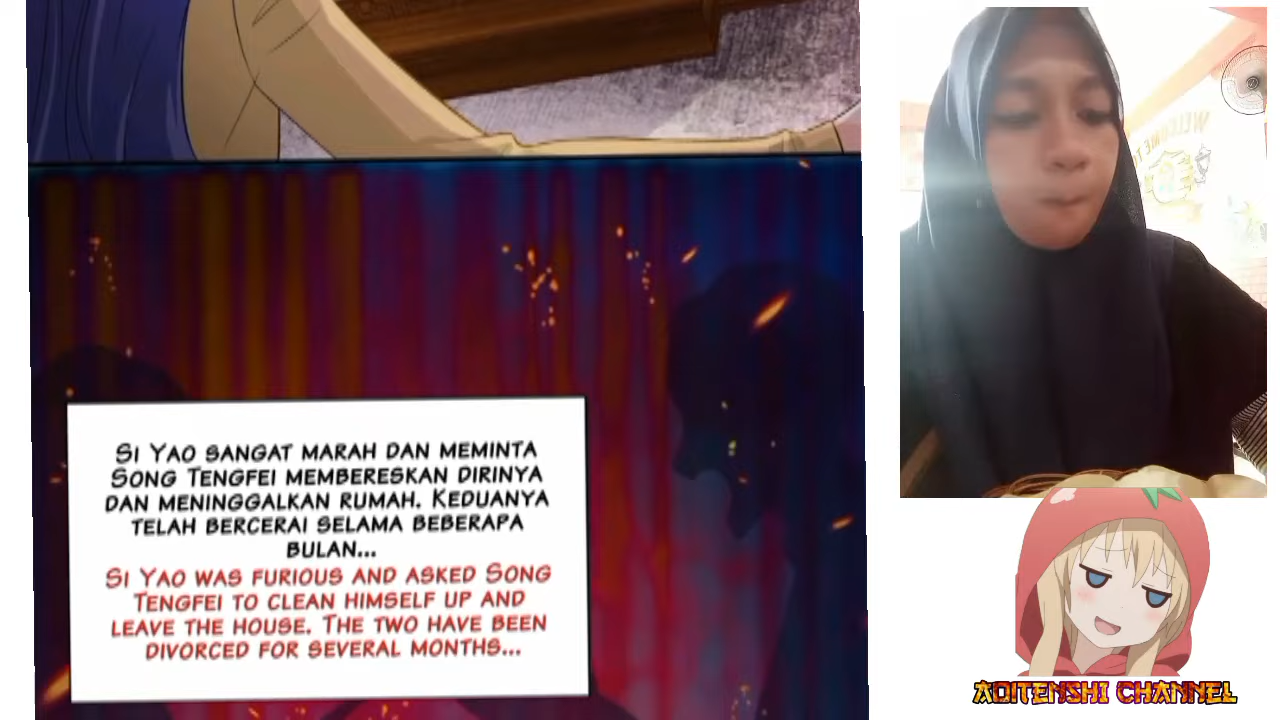 SI YAO SANGAT MARAH DAN MEMINTA
SONG TENGFEI MEMBERESKAN DIRINYA
DAN MENINGGALKAN RUMAH. KEDUANYA
TELAH BERCERAI SELAMA BEBERAPA
BULAN...
SI YAO WAS FURIOUS AND ASKED SONG
TENGFEI TO CLEAN HIMSELF UP AND
LEAVE THE HOUSE. THE TWO HAVE BEEN
DIVORCED FOR SEVERAL MONTHS...
WELCOME TO
AOITENSHI CHANNEL